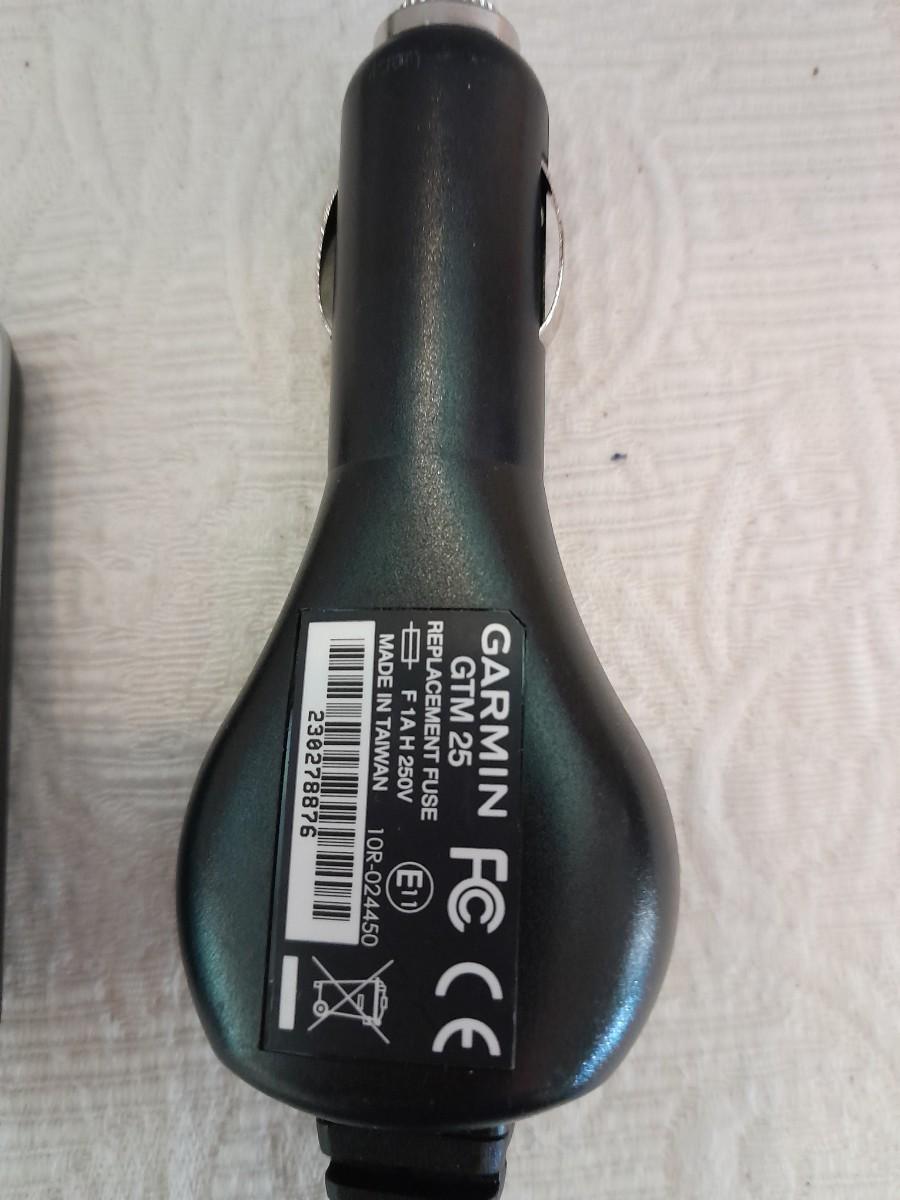 GARMIN
GTM 25
REPLACEMENT FUSE
F 1A H 250V
MADE IN TAIWAN
10R-024450
230278876
FC
CE
E11